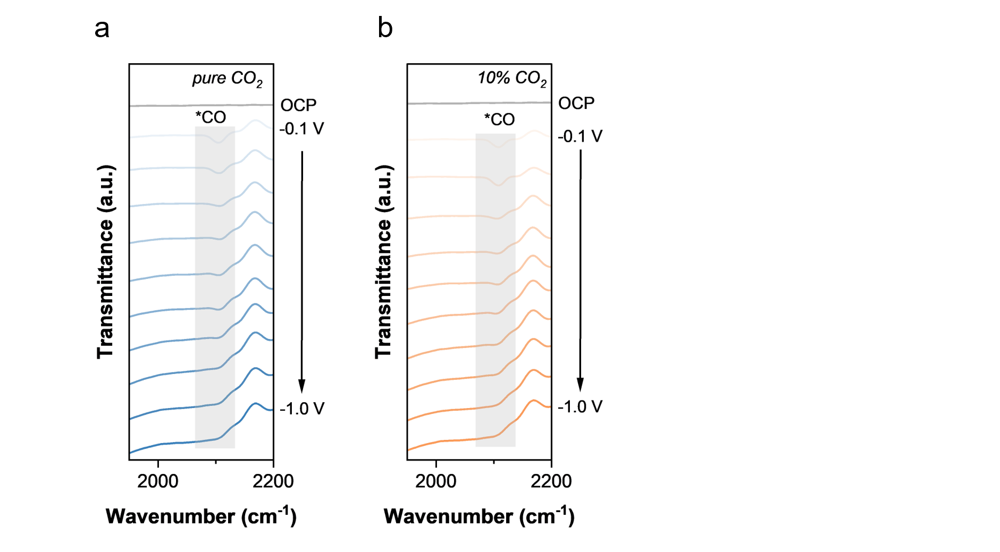 a
pure CO₂
OCP
*CO
-0.1 V
-1.0 V
Transmittance (a.u.)
2000 2200
Wavenumber (cm⁻¹)
b
10% CO₂
OCP
*CO
-0.1 V
-1.0 V
Transmittance (a.u.)
2000 2200
Wavenumber (cm⁻¹)